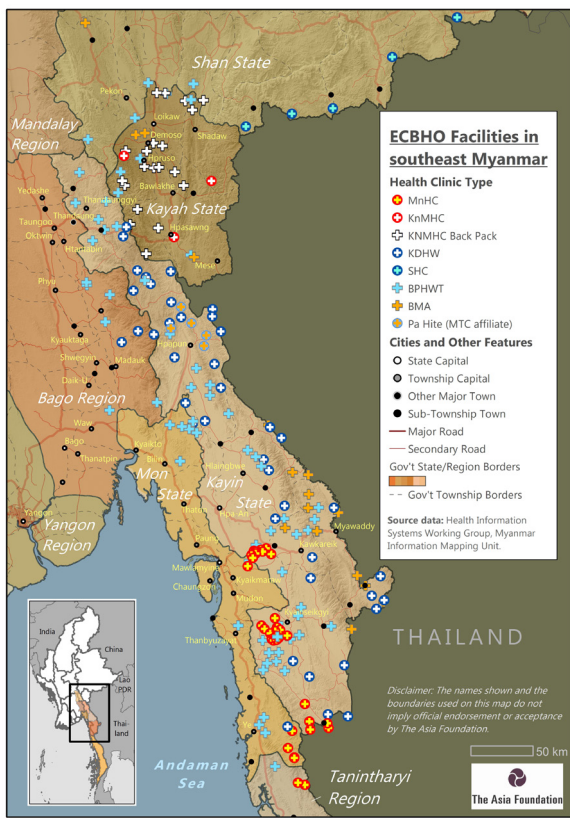 Shan State
Pekon
Mandalay
Region
Loikaw
Demoso
Shadaw
Hpruso
Bawlakhe
Kayah State
Yedashe
Thandaunggyi
Thandaung
Taungoo
Oktwin
Htantabin
Hpasawng
Mese
Phyu
Kyauktaga
Hpapun
Shwegyin
Madauk
Daik-U
Bago Region
Waw
Bago
Thanatpin
Kyaikto
Bilin
Mon
State
Kayin
State
Hlaingbwe
Yangon
Yangon
Region
Thaton
Hpa-An
Myawaddy
Paung
Kawkareik
Mawlamyine
Kyaikmaraw
Chaungzon
Mudon
Kyainseikgyi
Thanbyuzayat
Ye
Andaman
Sea
Tanintharyi
Region
THAILAND
ECBHO Facilities in
southeast Myanmar
Health Clinic Type
MnHC
KnMHC
KNMHC Back Pack
KDHW
SHC
BPHWT
BMA
Pa Hite (MTC affiliate)
Cities and Other Features
State Capital
Township Capital
Other Major Town
Sub-Township Town
Major Road
Secondary Road
Gov't State/Region Borders
Gov't Township Borders
Source data: Health Information
Systems Working Group, Myanmar
Information Mapping Unit.
Disclaimer: The names shown and the
boundaries used on this map do not
imply official endorsement or acceptance
by The Asia Foundation.
50 km
The Asia Foundation
India
China
Lao
PDR
Thai-
land